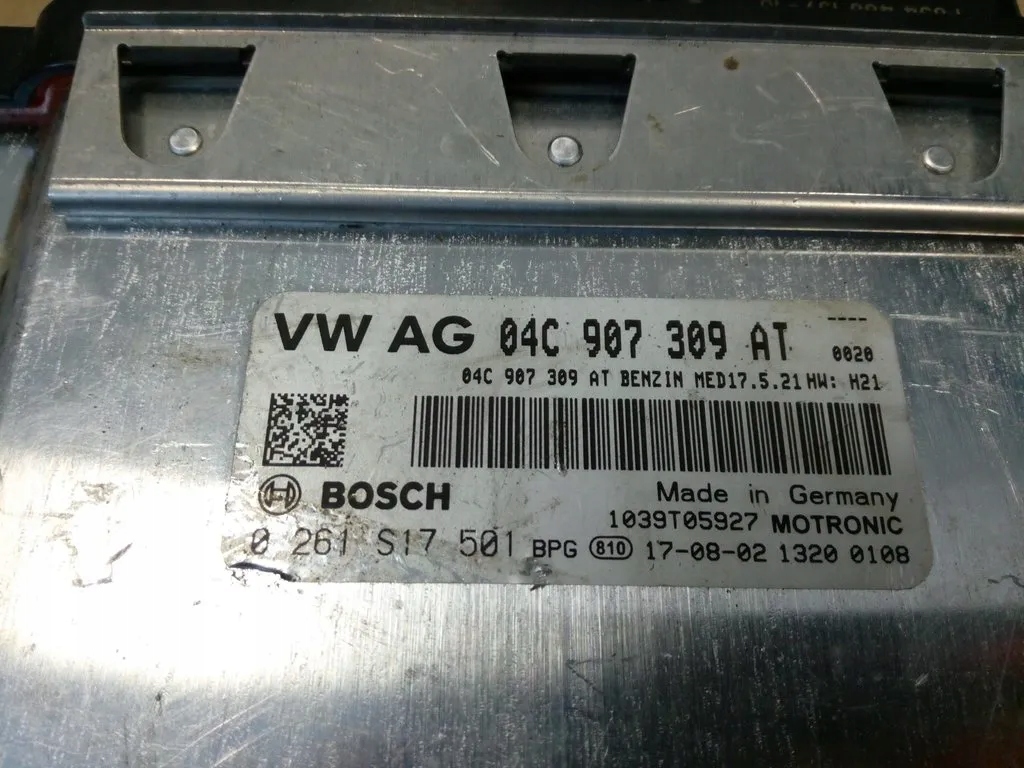 VW AG 04C 907 309 AT ----
0020
04C 907 309 AT BENZIN MED17.5.21 HW: H21
BOSCH Made in Germany
1039T05927 MOTRONIC
0 261 S17 501 BPG 810 17-08-02 1320 0108